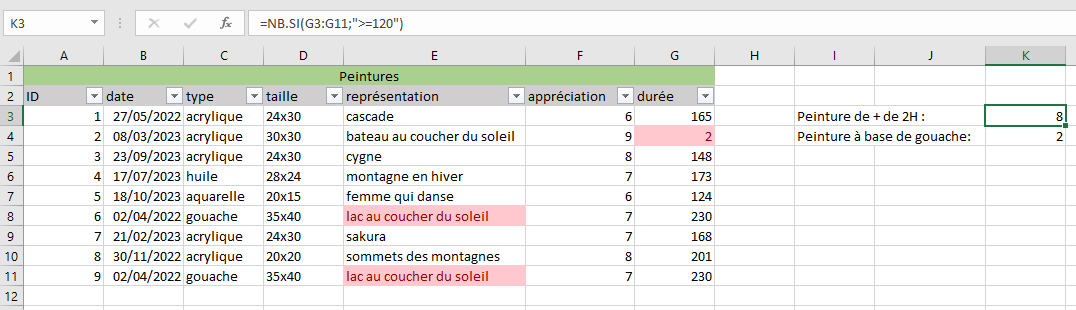 K3 fx =NB.SI(G3:G11;">=120")
A B C D E F G H I J K
1 Peintures
2 ID date type taille représentation appréciation durée
3 1 27/05/2022 acrylique 24x30 cascade 6 165 Peinture de + de 2H : 8
4 2 08/03/2023 acrylique 30x30 bateau au coucher du soleil 9 2 Peinture à base de gouache: 2
5 3 23/09/2023 acrylique 24x30 cygne 8 148
6 4 17/07/2023 huile 28x24 montagne en hiver 7 173
7 5 18/10/2023 aquarelle 20x15 femme qui danse 6 124
8 6 02/04/2022 gouache 35x40 lac au coucher du soleil 7 230
9 7 21/02/2023 acrylique 24x30 sakura 7 168
10 8 30/11/2022 acrylique 20x20 sommets des montagnes 8 201
11 9 02/04/2022 gouache 35x40 lac au coucher du soleil 7 230
12